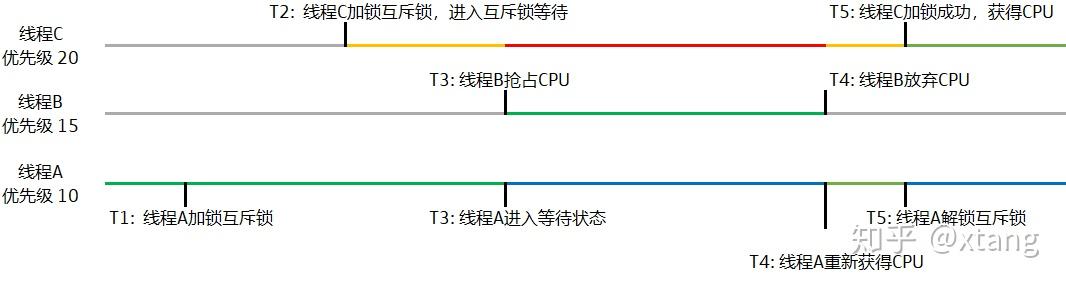 T2: 线程C加锁互斥锁，进入互斥锁等待
T5: 线程C加锁成功，获得CPU
线程C
优先级 20
T3: 线程B抢占CPU
T4: 线程B放弃CPU
线程B
优先级 15
线程A
优先级 10
T1: 线程A加锁互斥锁
T3: 线程A进入等待状态
T5: 线程A解锁互斥锁
知乎 @xtang
T4: 线程A重新获得CPU